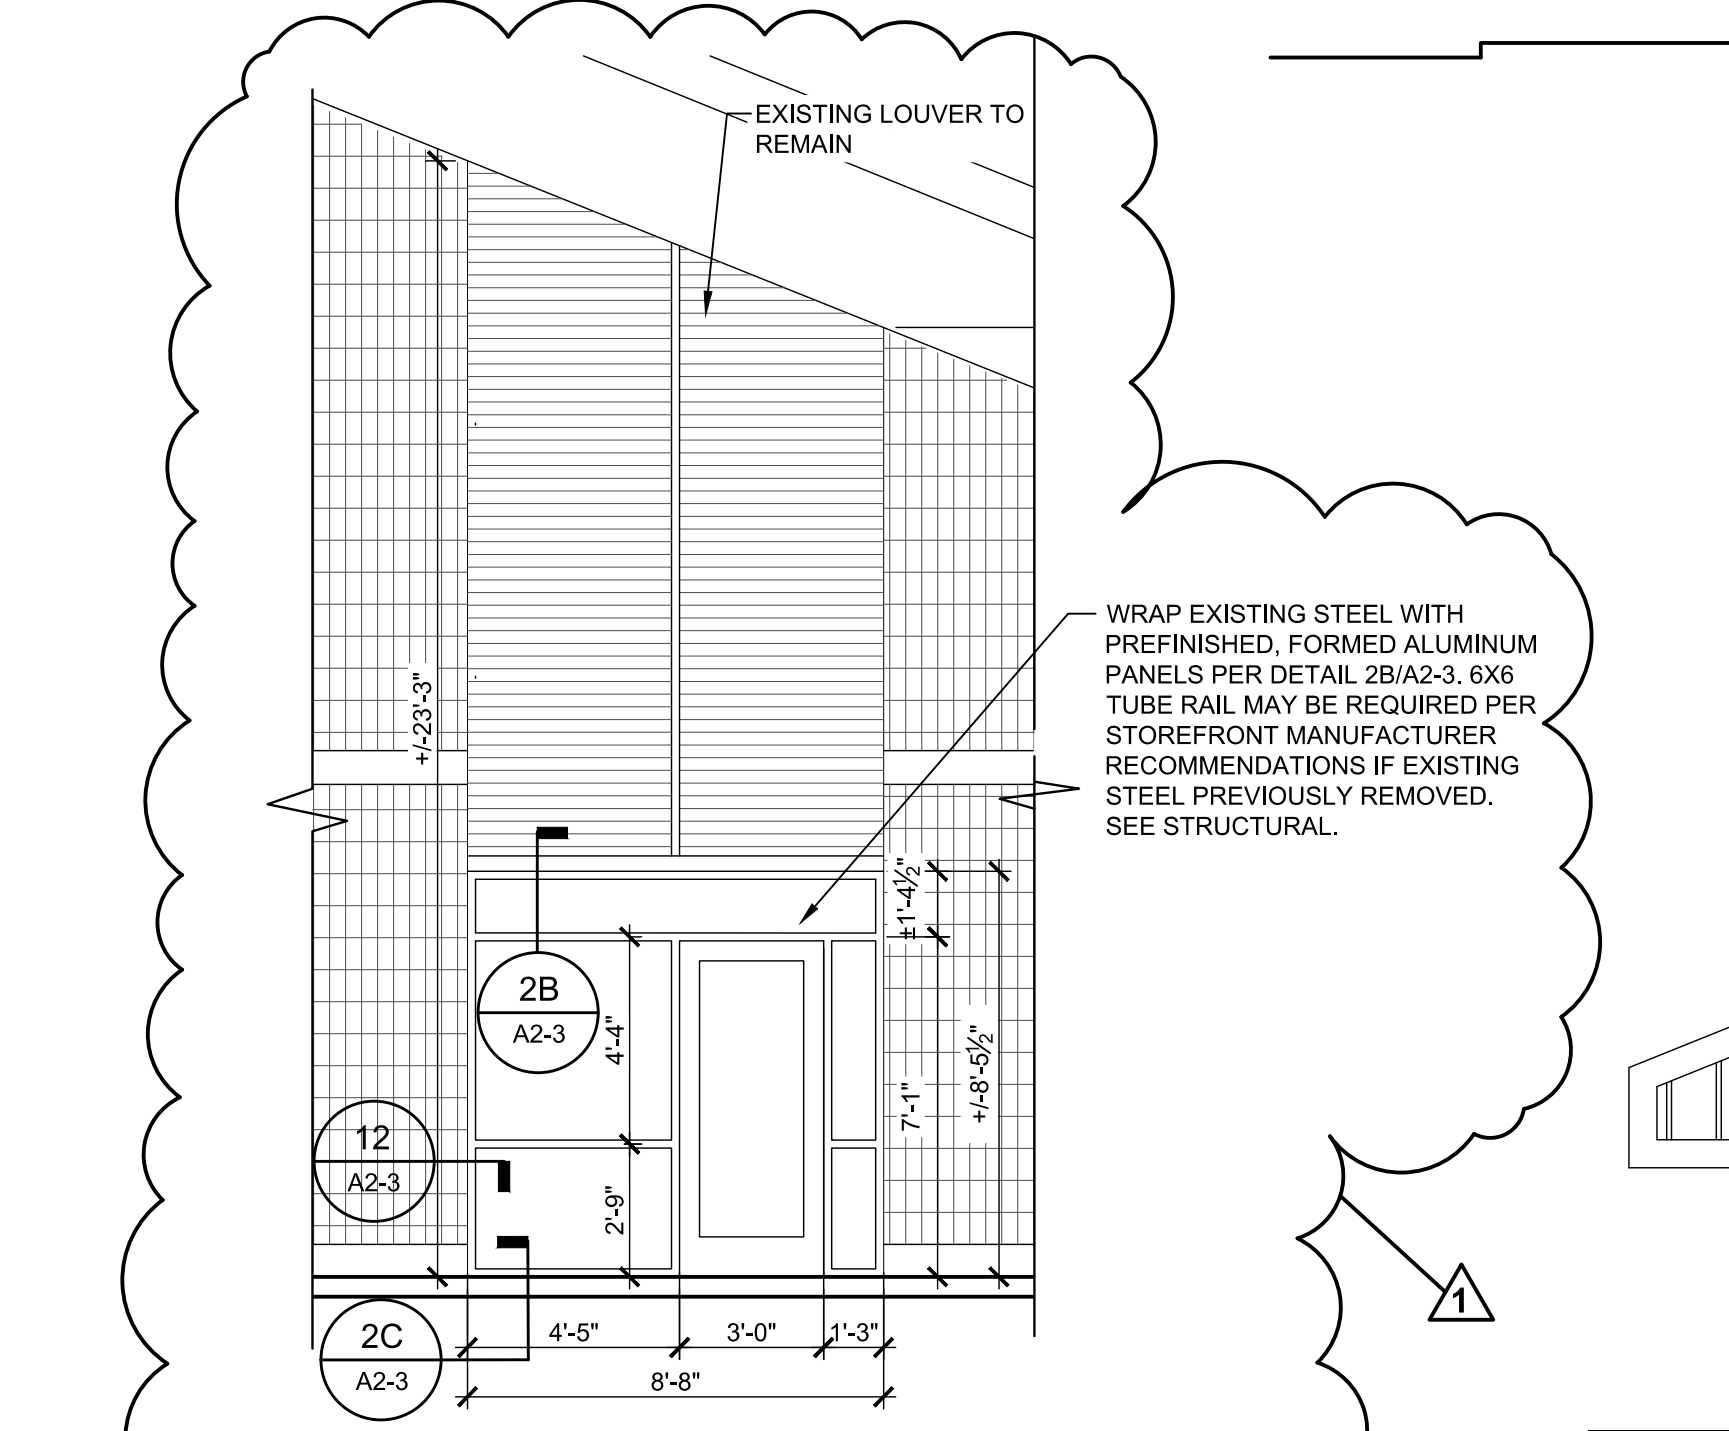 EXISTING LOUVER TO
REMAIN
WRAP EXISTING STEEL WITH
PREFINISHED, FORMED ALUMINUM
PANELS PER DETAIL 2B/A2-3. 6X6
TUBE RAIL MAY BE REQUIRED PER
STOREFRONT MANUFACTURER
RECOMMENDATIONS IF EXISTING
STEEL PREVIOUSLY REMOVED.
SEE STRUCTURAL.
+/-23'-3"
±1'-4½"
2B
A2-3
4'-4"
+/-8'-5½"
7'-1"
12
A2-3
2'-9"
1
2C
A2-3
4'-5"
3'-0"
1'-3"
8'-8"